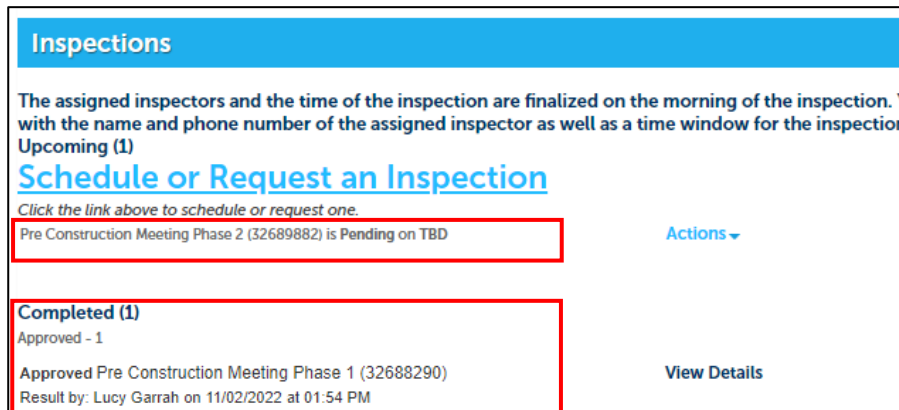 Inspections
The assigned inspectors and the time of the inspection are finalized on the morning of the inspection.
with the name and phone number of the assigned inspector as well as a time window for the inspection
Upcoming (1)
Schedule or Request an Inspection
Click the link above to schedule or request one.
Pre Construction Meeting Phase 2 (32689882) is Pending on TBD Actions
Completed (1)
Approved - 1
Approved Pre Construction Meeting Phase 1 (32688290) View Details
Result by: Lucy Garrah on 11/02/2022 at 01:54 PM